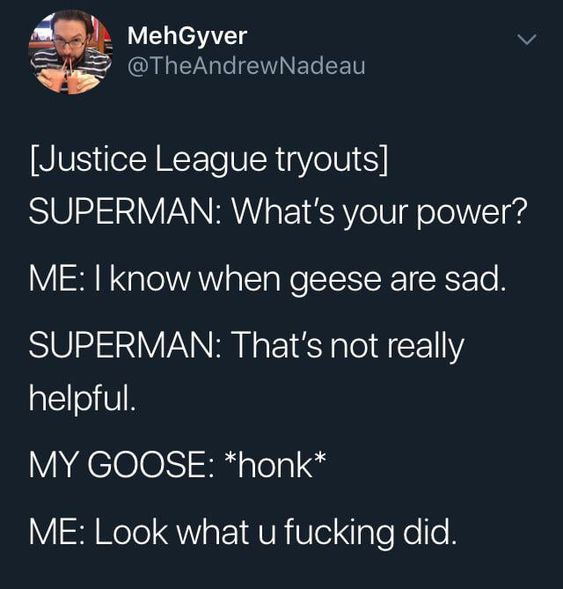 MehGyver
@TheAndrewNadeau
[Justice League tryouts]
SUPERMAN: What's your power?
ME: I know when geese are sad.
SUPERMAN: That's not really
helpful.
MY GOOSE: *honk*
ME: Look what u fucking did.